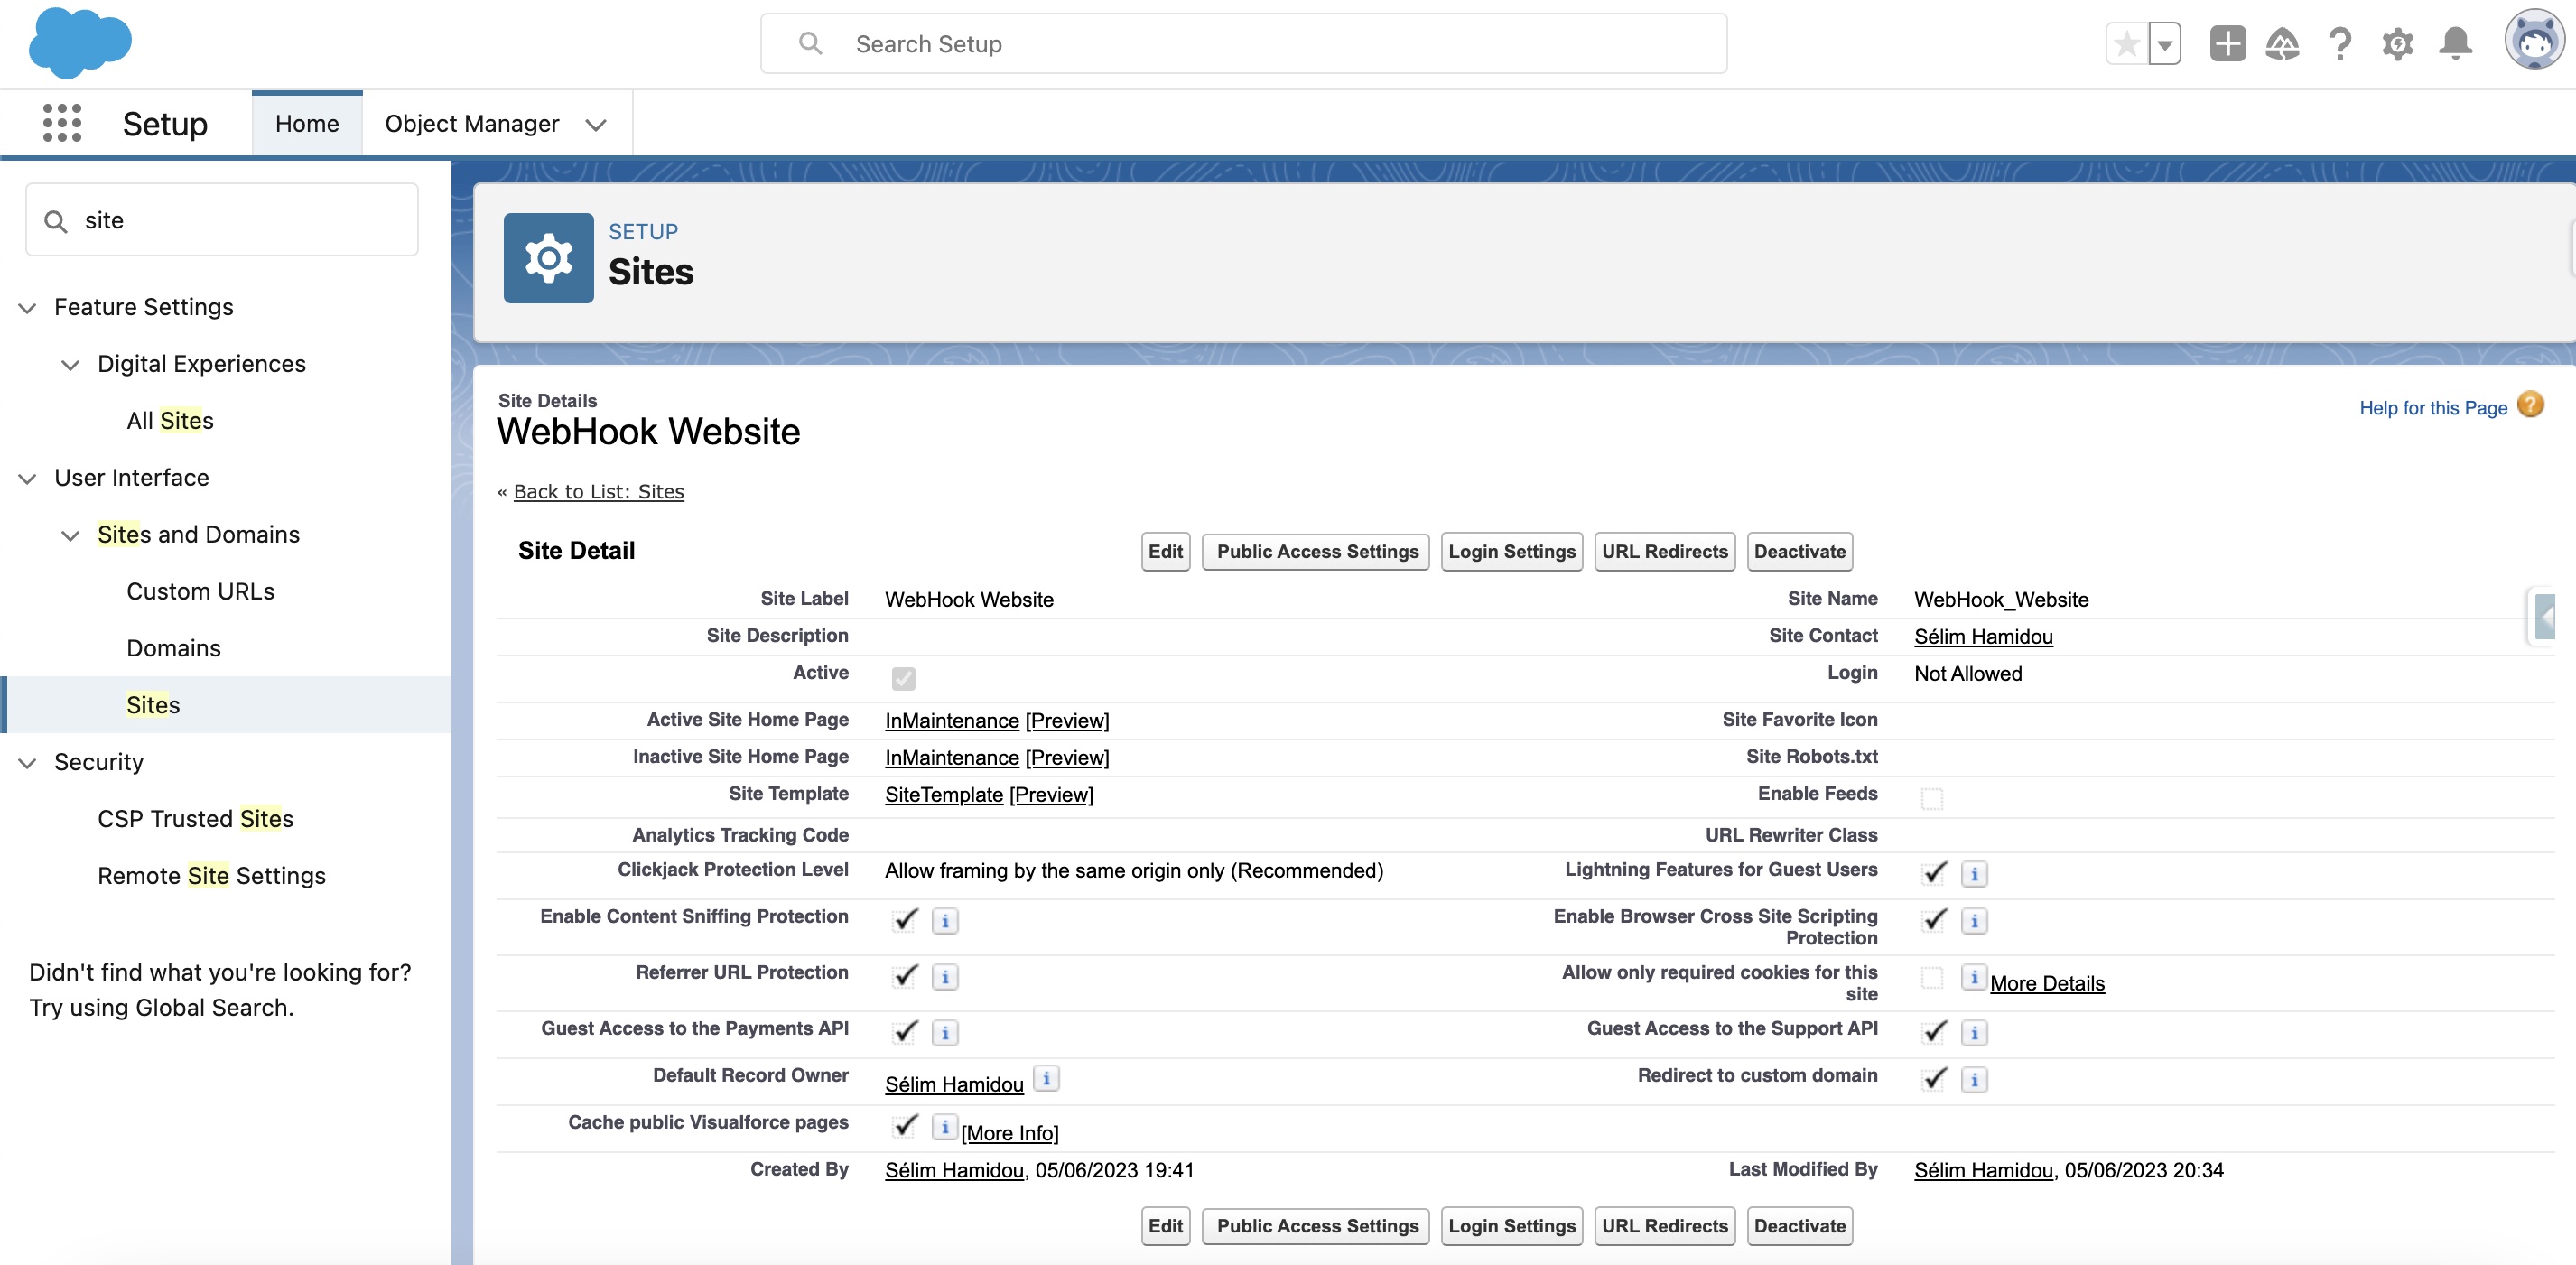 Search Setup
Setup
Home
Object Manager
site
Feature Settings
Digital Experiences
All Sites
User Interface
Sites and Domains
Custom URLs
Domains
Sites
Security
CSP Trusted Sites
Remote Site Settings
Didn't find what you're looking for?
Try using Global Search.
SETUP
Sites
Site Details
WebHook Website
Help for this Page ?
« Back to List: Sites
Site Detail
Edit Public Access Settings Login Settings URL Redirects Deactivate
Site Label WebHook Website Site Name WebHook_Website
Site Description Site Contact Sélim Hamidou
Active Login Not Allowed
Active Site Home Page InMaintenance [Preview] Site Favorite Icon
Inactive Site Home Page InMaintenance [Preview] Site Robots.txt
Site Template SiteTemplate [Preview] Enable Feeds
Analytics Tracking Code URL Rewriter Class
Clickjack Protection Level Allow framing by the same origin only (Recommended) Lightning Features for Guest Users i
Enable Content Sniffing Protection i Enable Browser Cross Site Scripting
Protection i
Referrer URL Protection i Allow only required cookies for this
site i More Details
Guest Access to the Payments API i Guest Access to the Support API i
Default Record Owner Sélim Hamidou i Redirect to custom domain i
Cache public Visualforce pages i [More Info]
Created By Sélim Hamidou, 05/06/2023 19:41 Last Modified By Sélim Hamidou, 05/06/2023 20:34
Edit Public Access Settings Login Settings URL Redirects Deactivate